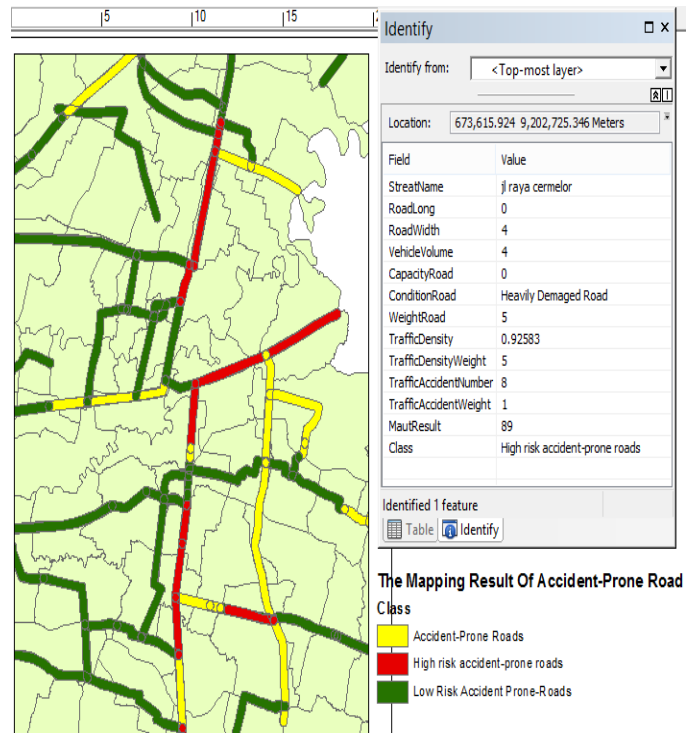 5 10 15 2
Identify
Identify from: <Top-most layer>
Location: 673,615.924 9,202,725.346 Meters
Field Value
StreatName jl raya cermelor
RoadLong 0
RoadWidth 4
VehicleVolume 4
CapacityRoad 0
ConditionRoad Heavily Demaged Road
WeightRoad 5
TrafficDensity 0.92583
TrafficDensityWeight 5
TrafficAccidentNumber 8
TrafficAccidentWeight 1
MautResult 89
Class High risk accident-prone roads
Identified 1 feature
Table Identify
The Mapping Result Of Accident-Prone Road
Class
Accident-Prone Roads
High risk accident-prone roads
Low Risk Accident Prone-Roads